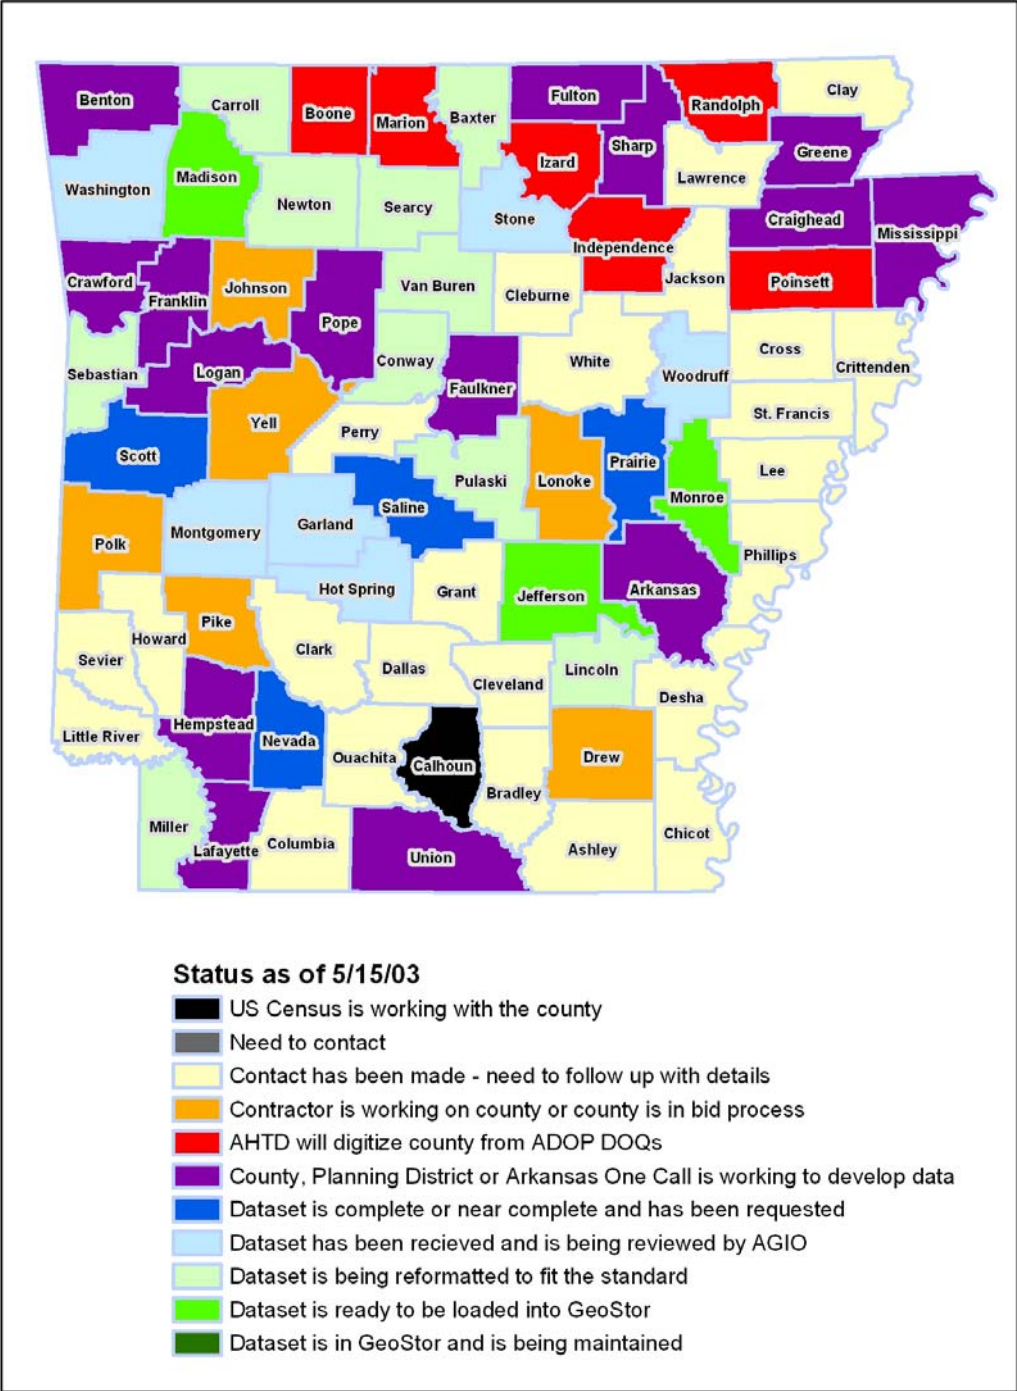 Benton
Carroll
Boone
Marion
Baxter
Fulton
Sharp
Randolph
Clay
Greene
Izard
Lawrence
Washington
Madison
Newton
Searcy
Stone
Independence
Craighead
Mississippi
Crawford
Franklin
Johnson
Pope
Van Buren
Cleburne
Jackson
Poinsett
Sebastian
Logan
Conway
Faulkner
White
Woodruff
Cross
Crittenden
Scott
Yell
Perry
Pulaski
Lonoke
Prairie
Monroe
St. Francis
Lee
Polk
Montgomery
Garland
Saline
Hot Spring
Grant
Jefferson
Arkansas
Phillips
Sevier
Howard
Pike
Clark
Dallas
Cleveland
Lincoln
Desha
Little River
Hempstead
Nevada
Ouachita
Calhoun
Bradley
Drew
Miller
Lafayette
Columbia
Union
Ashley
Chicot
Status as of 5/15/03
US Census is working with the county
Need to contact
Contact has been made - need to follow up with details
Contractor is working on county or county is in bid process
AHTD will digitize county from ADOP DOQs
County, Planning District or Arkansas One Call is working to develop data
Dataset is complete or near complete and has been requested
Dataset has been recieved and is being reviewed by AGIO
Dataset is being reformatted to fit the standard
Dataset is ready to be loaded into GeoStor
Dataset is in GeoStor and is being maintained